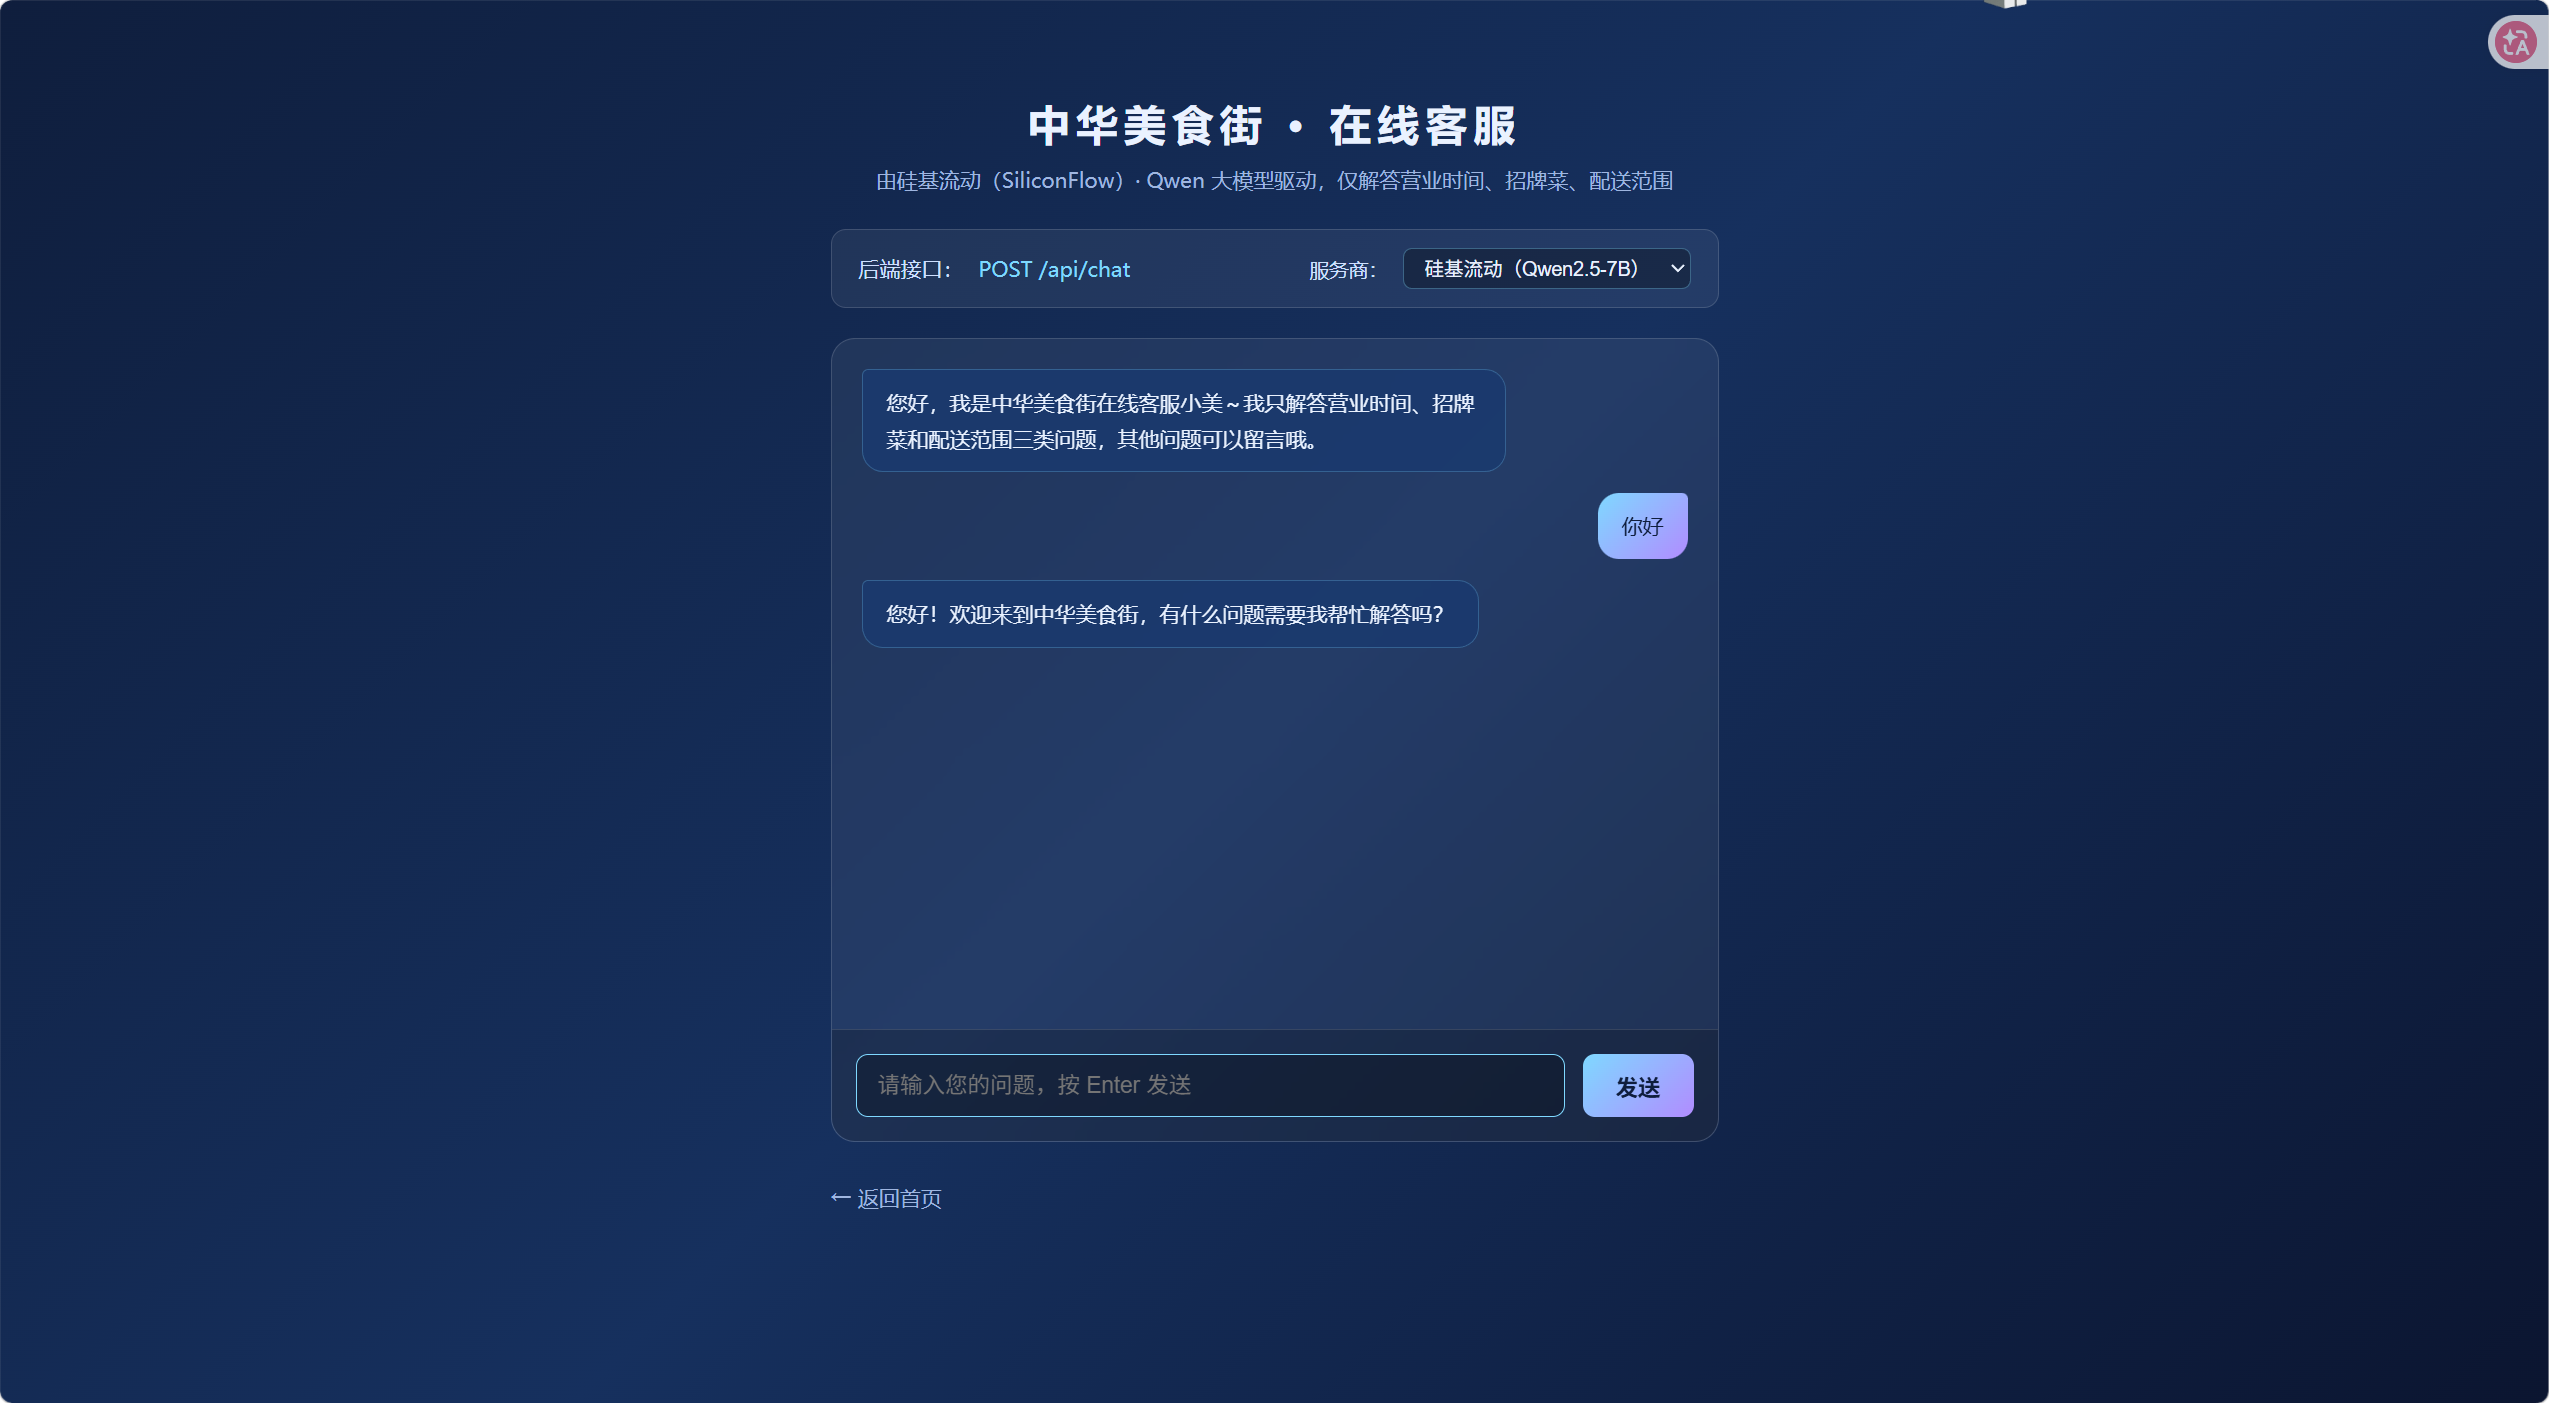 中华美食街 • 在线客服
由硅基流动（SiliconFlow）· Qwen 大模型驱动，仅解答营业时间、招牌菜、配送范围
后端接口： POST /api/chat 服务商： 硅基流动（Qwen2.5-7B）
您好，我是中华美食街在线客服小美～我只解答营业时间、招牌
菜和配送范围三类问题，其他问题可以留言哦。
你好
您好！欢迎来到中华美食街，有什么问题需要我帮忙解答吗？
请输入您的问题，按 Enter 发送 发送
← 返回首页